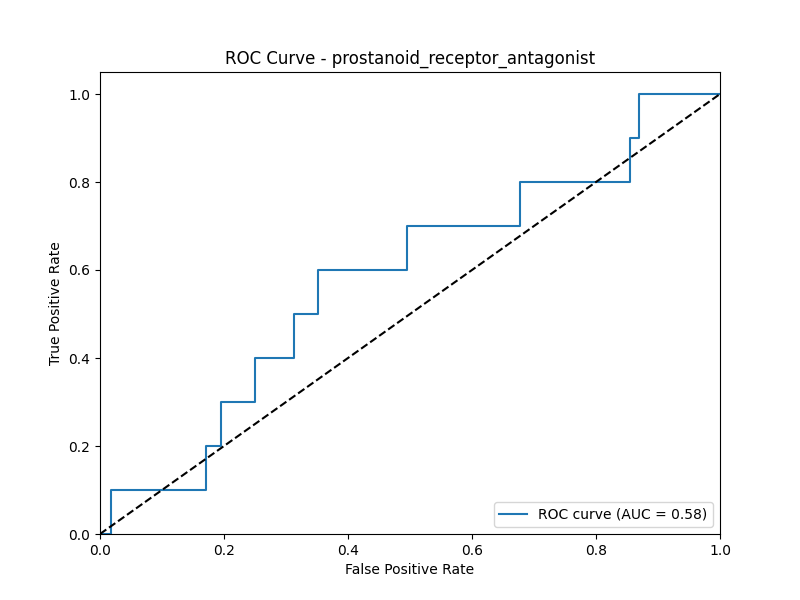 ROC Curve - prostanoid_receptor_antagonist
1.0
0.8
0.6
0.4
0.2
0.0
True Positive Rate
0.0 0.2 0.4 0.6 0.8 1.0
False Positive Rate
ROC curve (AUC = 0.58)